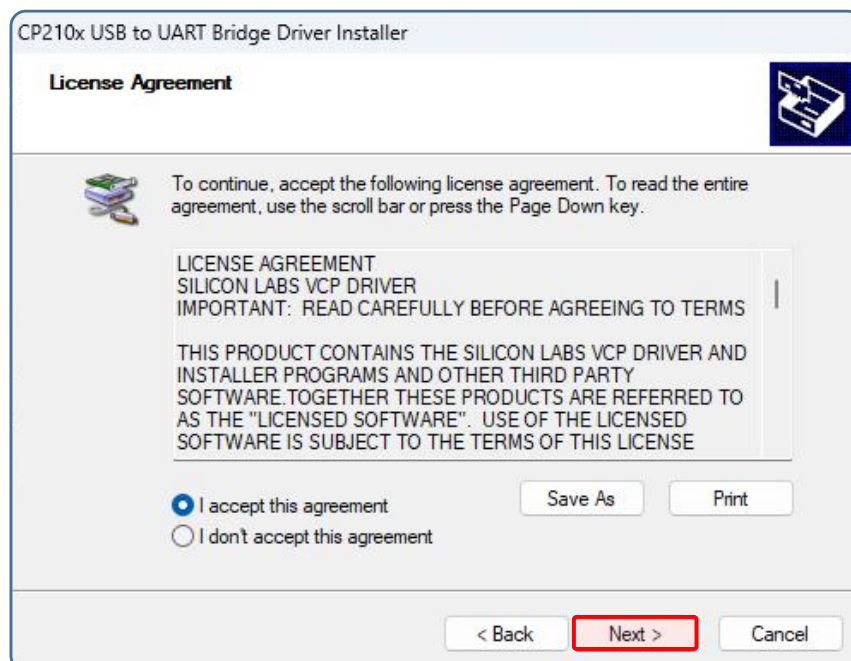 CP210x USB to UART Bridge Driver Installer
License Agreement
To continue, accept the following license agreement. To read the entire
agreement, use the scroll bar or press the Page Down key.
LICENSE AGREEMENT
SILICON LABS VCP DRIVER
IMPORTANT:  READ CAREFULLY BEFORE AGREEING TO TERMS
THIS PRODUCT CONTAINS THE SILICON LABS VCP DRIVER AND
INSTALLER PROGRAMS AND OTHER THIRD PARTY
SOFTWARE.TOGETHER THESE PRODUCTS ARE REFERRED TO
AS THE "LICENSED SOFTWARE".  USE OF THE LICENSED
SOFTWARE IS SUBJECT TO THE TERMS OF THIS LICENSE
I accept this agreement
Save As
Print
I don't accept this agreement
< Back
Next >
Cancel